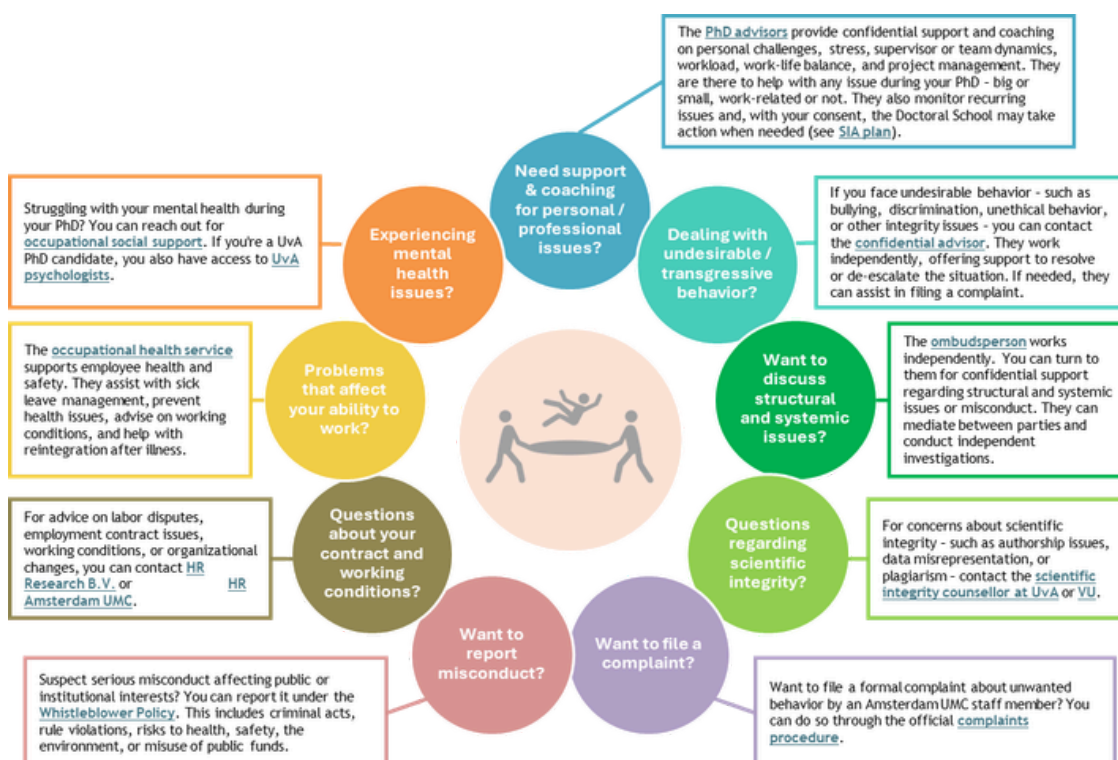 The PhD advisors provide confidential support and coaching
on personal challenges, stress, supervisor or team dynamics,
workload, work-life balance, and project management. They
are there to help with any issue during your PhD – big or
small, work-related or not. They also monitor recurring
issues and, with your consent, the Doctoral School may take
action when needed (see SIA plan).
Need support
& coaching
for personal /
professional
issues?
Struggling with your mental health during
your PhD? You can reach out for
occupational social support. If you're a UvA
PhD candidate, you also have access to UvA
psychologists.
Experiencing
mental
health
issues?
Dealing with
undesirable /
transgressive
behavior?
If you face undesirable behavior – such as
bullying, discrimination, unethical behavior,
or other integrity issues – you can contact
the confidential advisor. They work
independently, offering support to resolve
or de-escalate the situation. If needed, they
can assist in filing a complaint.
The occupational health service
supports employee health and
safety. They assist with sick
leave management, prevent
health issues, advise on working
conditions, and help with
reintegration after illness.
Problems
that affect
your ability to
work?
Want to
discuss
structural
and systemic
issues?
The ombudsperson works
independently. You can turn to
them for confidential support
regarding structural and systemic
issues or misconduct. They can
mediate between parties and
conduct independent
investigations.
For advice on labor disputes,
employment contract issues,
working conditions, or organizational
changes, you can contact HR
Research B.V. or HR
Amsterdam UMC.
Questions
about your
contract and
working
conditions?
Questions
regarding
scientific
integrity?
For concerns about scientific
integrity – such as authorship issues,
data misrepresentation, or
plagiarism – contact the scientific
integrity counsellor at UvA or VU.
Want to
report
misconduct?
Want to file a
complaint?
Suspect serious misconduct affecting public or
institutional interests? You can report it under the
Whistleblower Policy. This includes criminal acts,
rule violations, risks to health, safety, the
environment, or misuse of public funds.
Want to file a formal complaint about unwanted
behavior by an Amsterdam UMC staff member? You
can do so through the official complaints
procedure.